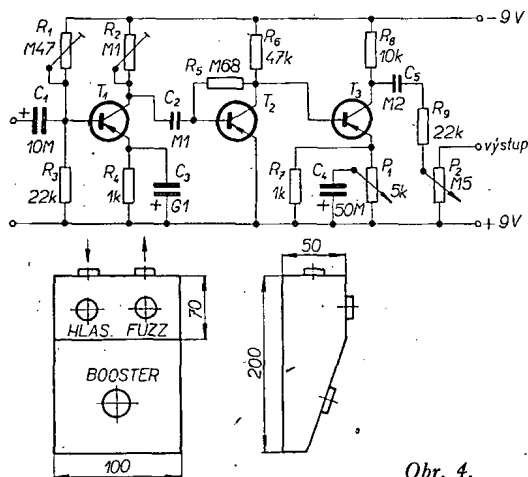 R1
M47
R2
M1
C1
10M
R3
22k
T1
R4
1k
C2
M1
C3
G1
R5 M68
R6
47k
T2
T3
R7
1k
C4
50M
P1
5k
R8
10k
C5
M2
R9
22k
P2
M5
− 9V
výstup
+ 9V
HLAS. FUZZ
BOOSTER
100
70
50
200
Obr. 4.